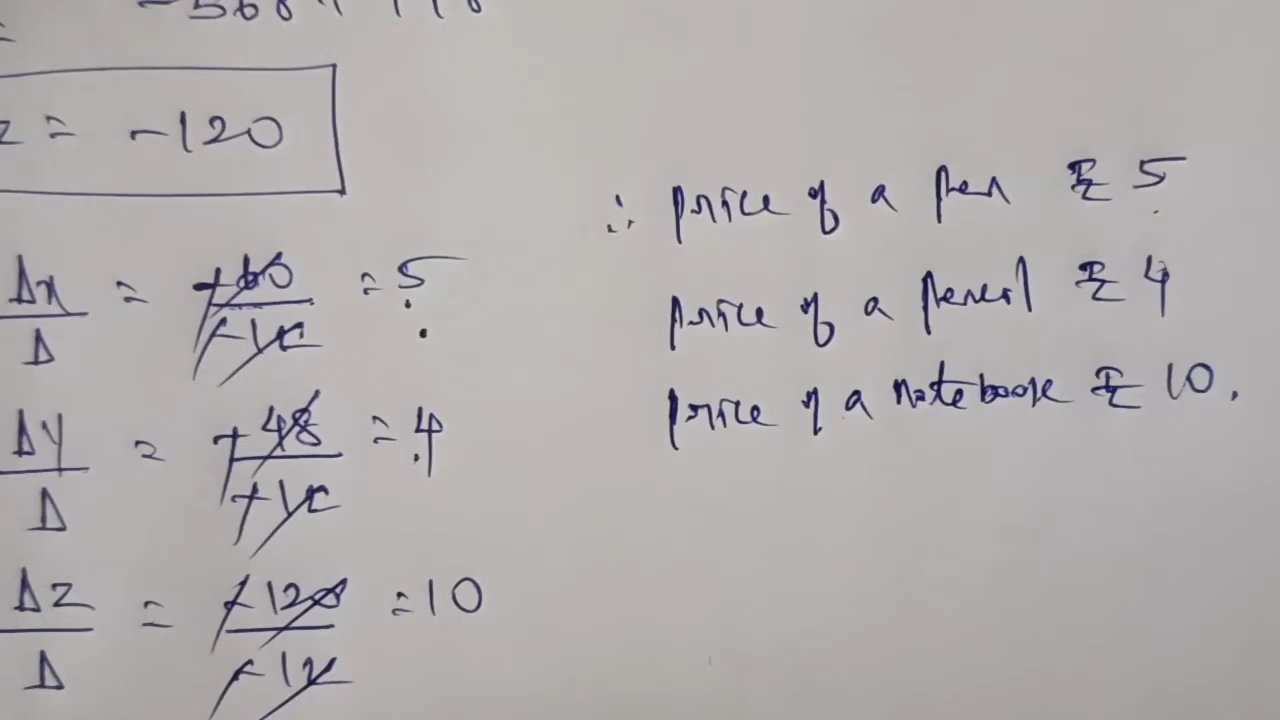 z = -120
Δx/Δ = -60/-12 = 5
Δy/Δ = -48/-12 = 4
Δz/Δ = -120/-12 = 10
∴ price of a pen ₹ 5
price of a pencil ₹ 4
price of a notebook ₹ 10.